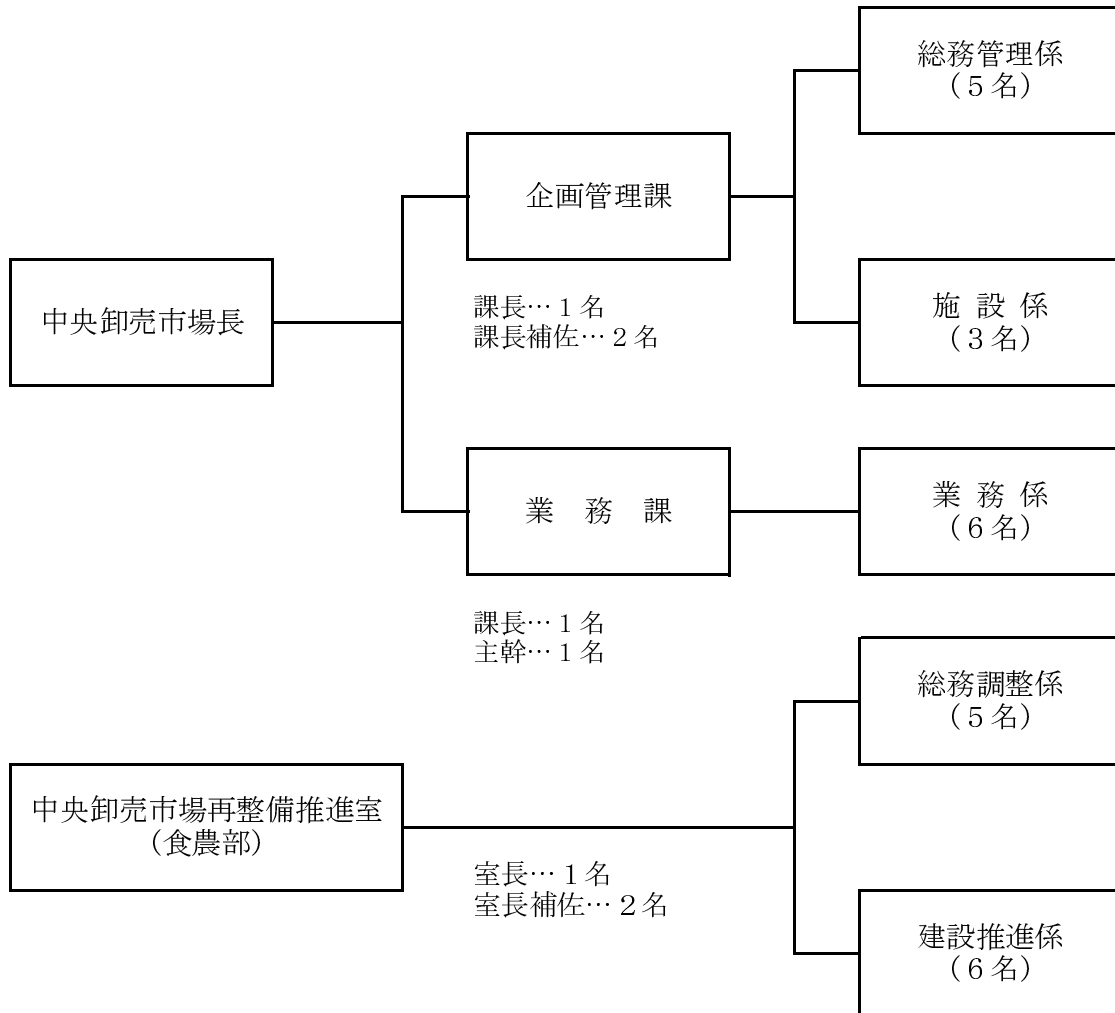 総務管理係
（５名）
企画管理課
中央卸売市場長
課長…１名
課長補佐…２名
施 設 係
（３名）
業　務　課
業 務 係
（６名）
課長…１名
主幹…１名
総務調整係
（５名）
中央卸売市場再整備推進室
（食農部）
室長…１名
室長補佐…２名
建設推進係
（６名）